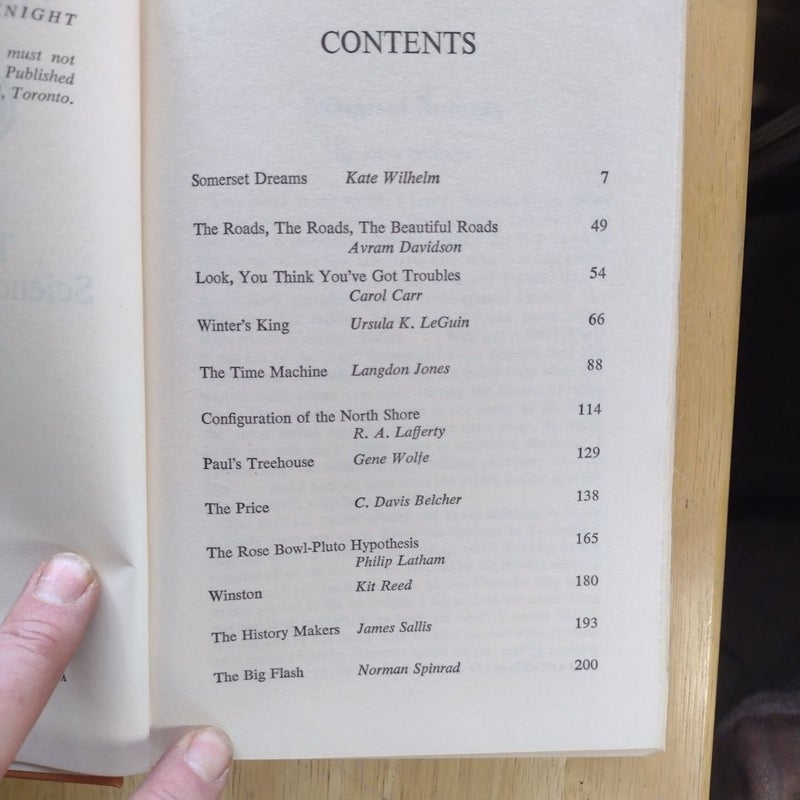 NIGHT
must not
Published
, Toronto.
CONTENTS
Somerset Dreams Kate Wilhelm 7
The Roads, The Roads, The Beautiful Roads 49
Avram Davidson
Look, You Think You've Got Troubles 54
Carol Carr
Winter's King Ursula K. LeGuin 66
The Time Machine Langdon Jones 88
Configuration of the North Shore 114
R. A. Lafferty
Paul's Treehouse Gene Wolfe 129
The Price C. Davis Belcher 138
The Rose Bowl-Pluto Hypothesis 165
Philip Latham
Winston Kit Reed 180
The History Makers James Sallis 193
The Big Flash Norman Spinrad 200